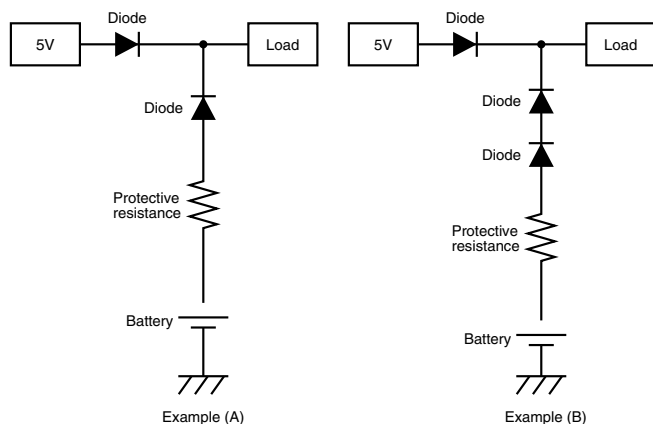 Diode
5V
Load
Diode
Protective
resistance
Battery
Example (A)
Diode
5V
Load
Diode
Diode
Protective
resistance
Battery
Example (B)